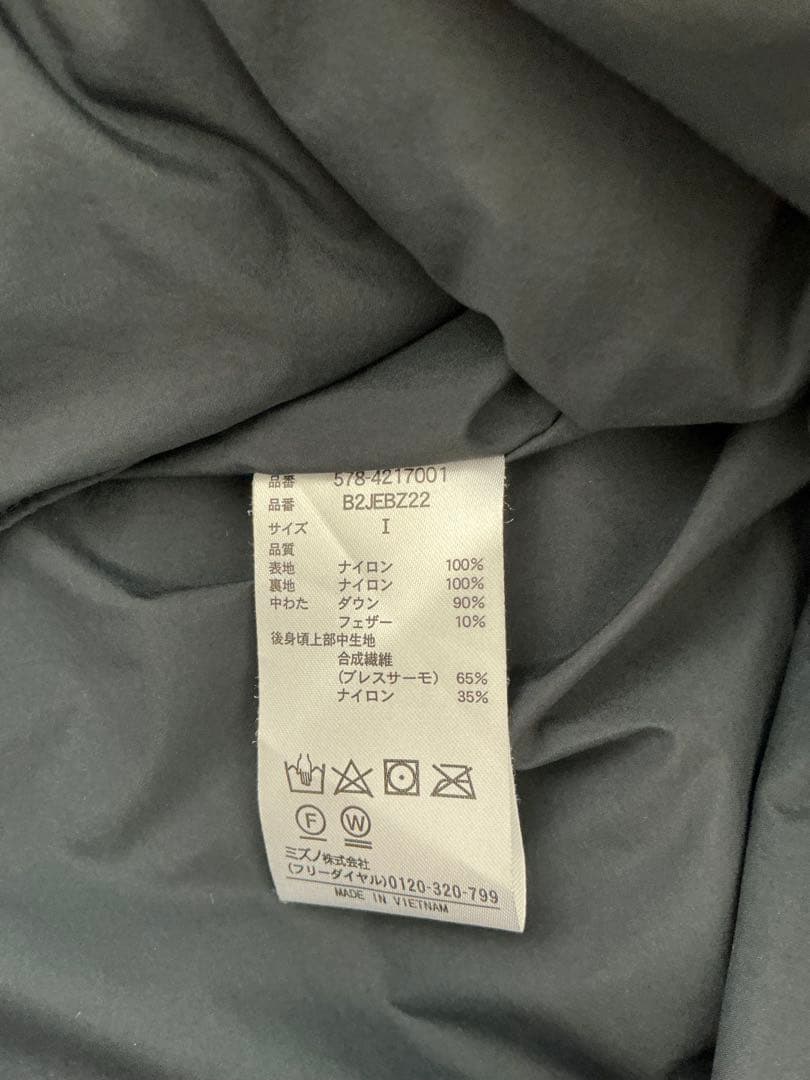 品番 578-4217001
品番 B2JEBZ22
サイズ I
品質
表地 ナイロン 100%
裏地 ナイロン 100%
中わた ダウン 90%
フェザー 10%
後身頃上部中生地
合成繊維
(ブレスサーモ) 65%
ナイロン 35%
F W
ミズノ株式会社
(フリーダイヤル)0120-320-799
MADE IN VIETNAM